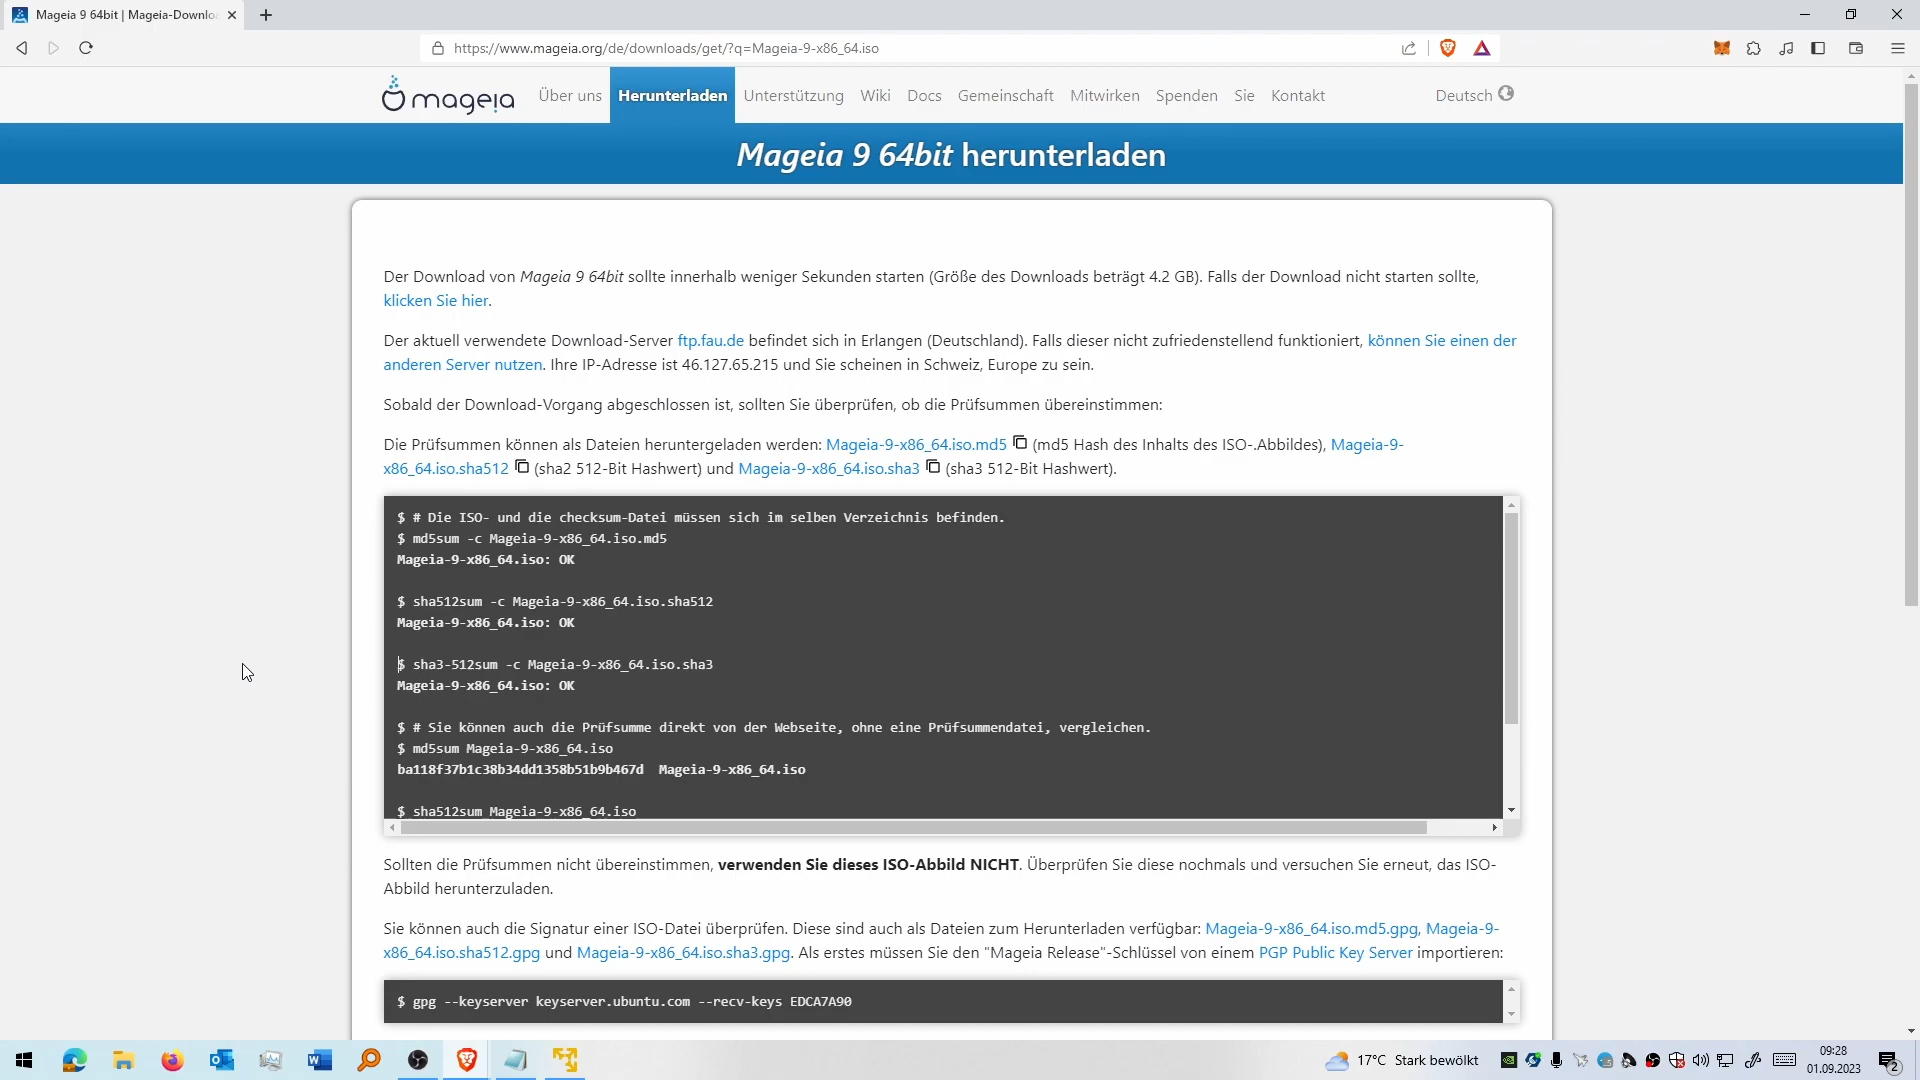 Mageia 9 64bit | Mageia-Downlo
https://www.mageia.org/de/downloads/get/?q=Mageia-9-x86_64.iso
mageia Über uns Herunterladen Unterstützung Wiki Docs Gemeinschaft Mitwirken Spenden Sie Kontakt Deutsch
Mageia 9 64bit herunterladen
Der Download von Mageia 9 64bit sollte innerhalb weniger Sekunden starten (Größe des Downloads beträgt 4.2 GB). Falls der Download nicht starten sollte,
klicken Sie hier.
Der aktuell verwendete Download-Server ftp.fau.de befindet sich in Erlangen (Deutschland). Falls dieser nicht zufriedenstellend funktioniert, können Sie einen der
anderen Server nutzen. Ihre IP-Adresse ist 46.127.65.215 und Sie scheinen in Schweiz, Europe zu sein.
Sobald der Download-Vorgang abgeschlossen ist, sollten Sie überprüfen, ob die Prüfsummen übereinstimmen:
Die Prüfsummen können als Dateien heruntergeladen werden: Mageia-9-x86_64.iso.md5 (md5 Hash des Inhalts des ISO-.Abbildes), Mageia-9-
x86_64.iso.sha512 (sha2 512-Bit Hashwert) und Mageia-9-x86_64.iso.sha3 (sha3 512-Bit Hashwert).
$ # Die ISO- und die checksum-Datei müssen sich im selben Verzeichnis befinden.
$ md5sum -c Mageia-9-x86_64.iso.md5
Mageia-9-x86_64.iso: OK
$ sha512sum -c Mageia-9-x86_64.iso.sha512
Mageia-9-x86_64.iso: OK
$ sha3-512sum -c Mageia-9-x86_64.iso.sha3
Mageia-9-x86_64.iso: OK
$ # Sie können auch die Prüfsumme direkt von der Webseite, ohne eine Prüfsummendatei, vergleichen.
$ md5sum Mageia-9-x86_64.iso
ba118f37b1c38b34dd1358b51b9b467d  Mageia-9-x86_64.iso
$ sha512sum Mageia-9-x86_64.iso
Sollten die Prüfsummen nicht übereinstimmen, verwenden Sie dieses ISO-Abbild NICHT. Überprüfen Sie diese nochmals und versuchen Sie erneut, das ISO-
Abbild herunterzuladen.
Sie können auch die Signatur einer ISO-Datei überprüfen. Diese sind auch als Dateien zum Herunterladen verfügbar: Mageia-9-x86_64.iso.md5.gpg, Mageia-9-
x86_64.iso.sha512.gpg und Mageia-9-x86_64.iso.sha3.gpg. Als erstes müssen Sie den "Mageia Release"-Schlüssel von einem PGP Public Key Server importieren:
$ gpg --keyserver keyserver.ubuntu.com --recv-keys EDCA7A90
17°C Stark bewölkt
09:28
01.09.2023
2